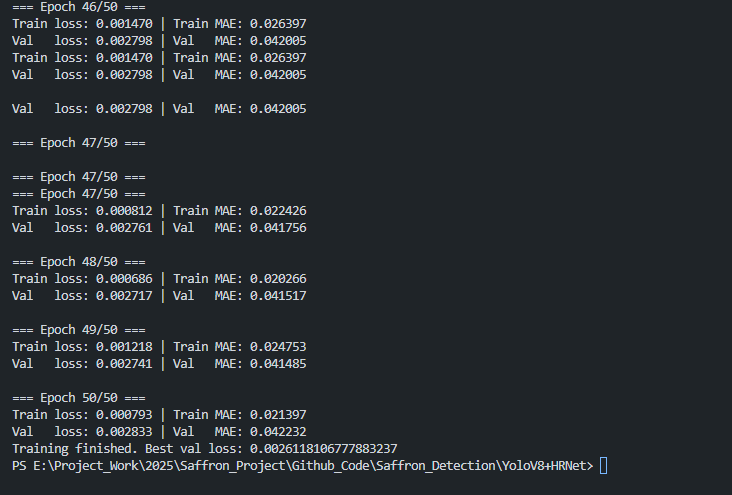 === Epoch 46/50 ===
Train loss: 0.001470 | Train MAE: 0.026397
Val   loss: 0.002798 | Val   MAE: 0.042005
Train loss: 0.001470 | Train MAE: 0.026397
Val   loss: 0.002798 | Val   MAE: 0.042005
Val   loss: 0.002798 | Val   MAE: 0.042005
=== Epoch 47/50 ===
=== Epoch 47/50 ===
=== Epoch 47/50 ===
Train loss: 0.000812 | Train MAE: 0.022426
Val   loss: 0.002761 | Val   MAE: 0.041756
=== Epoch 48/50 ===
Train loss: 0.000686 | Train MAE: 0.020266
Val   loss: 0.002717 | Val   MAE: 0.041517
=== Epoch 49/50 ===
Train loss: 0.001218 | Train MAE: 0.024753
Val   loss: 0.002741 | Val   MAE: 0.041485
=== Epoch 50/50 ===
Train loss: 0.000793 | Train MAE: 0.021397
Val   loss: 0.002833 | Val   MAE: 0.042232
Training finished. Best val loss: 0.0026118106777883237
PS E:\Project_Work\2025\Saffron_Project\Github_Code\Saffron_Detection\YoloV8+HRNet>